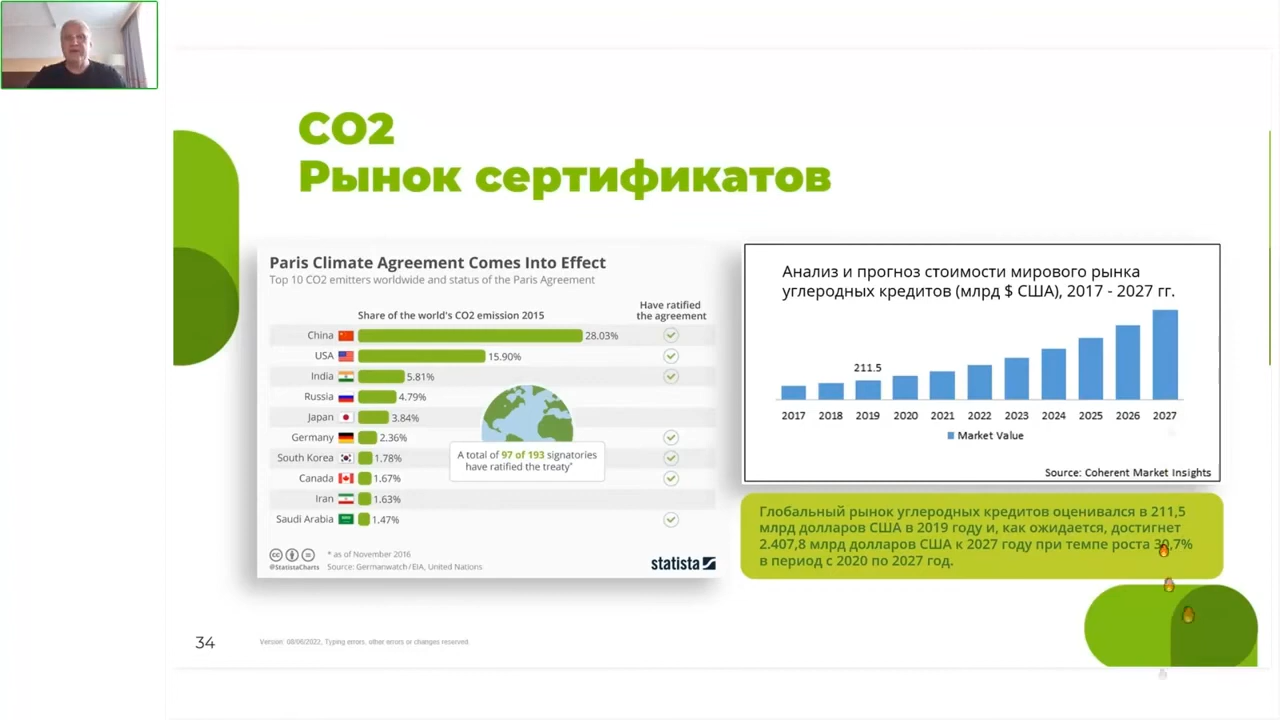 CO2
Рынок сертификатов
Paris Climate Agreement Comes Into Effect
Top 10 CO2 emitters worldwide and status of the Paris Agreement
Share of the world's CO2 emission 2015
Have ratified
the agreement
China 28.03%
USA 15.90%
India 5.81%
Russia 4.79%
Japan 3.84%
Germany 2.36%
South Korea 1.78%
Canada 1.67%
Iran 1.63%
Saudi Arabia 1.47%
A total of 97 of 193 signatories
have ratified the treaty*
@StatistaCharts
* as of November 2016
Source: Germanwatch/EIA, United Nations
statista
Анализ и прогноз стоимости мирового рынка
углеродных кредитов (млрд $ США), 2017 - 2027 гг.
211.5
2017 2018 2019 2020 2021 2022 2023 2024 2025 2026 2027
Market Value
Source: Coherent Market Insights
Глобальный рынок углеродных кредитов оценивался в 211,5
млрд долларов США в 2019 году и, как ожидается, достигнет
2.407,8 млрд долларов США к 2027 году при темпе роста 30.7%
в период с 2020 по 2027 год.
34
Version: 08/06/2022, Typing errors, other errors or changes reserved.